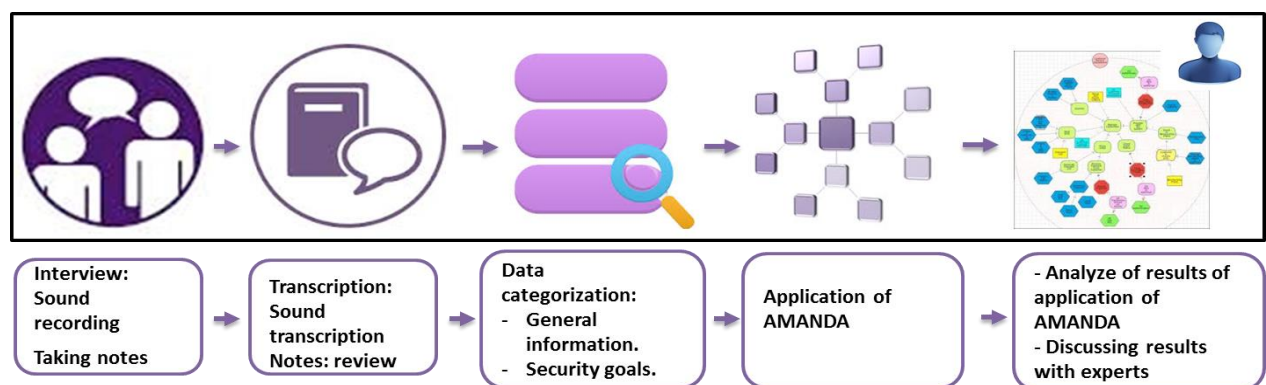 Interview:
Sound
recording
Taking notes
Transcription:
Sound
transcription
Notes: review
Data
categorization:
- General
information.
- Security goals.
Application of
AMANDA
- Analyze of results of
application of
AMANDA
- Discussing results
with experts